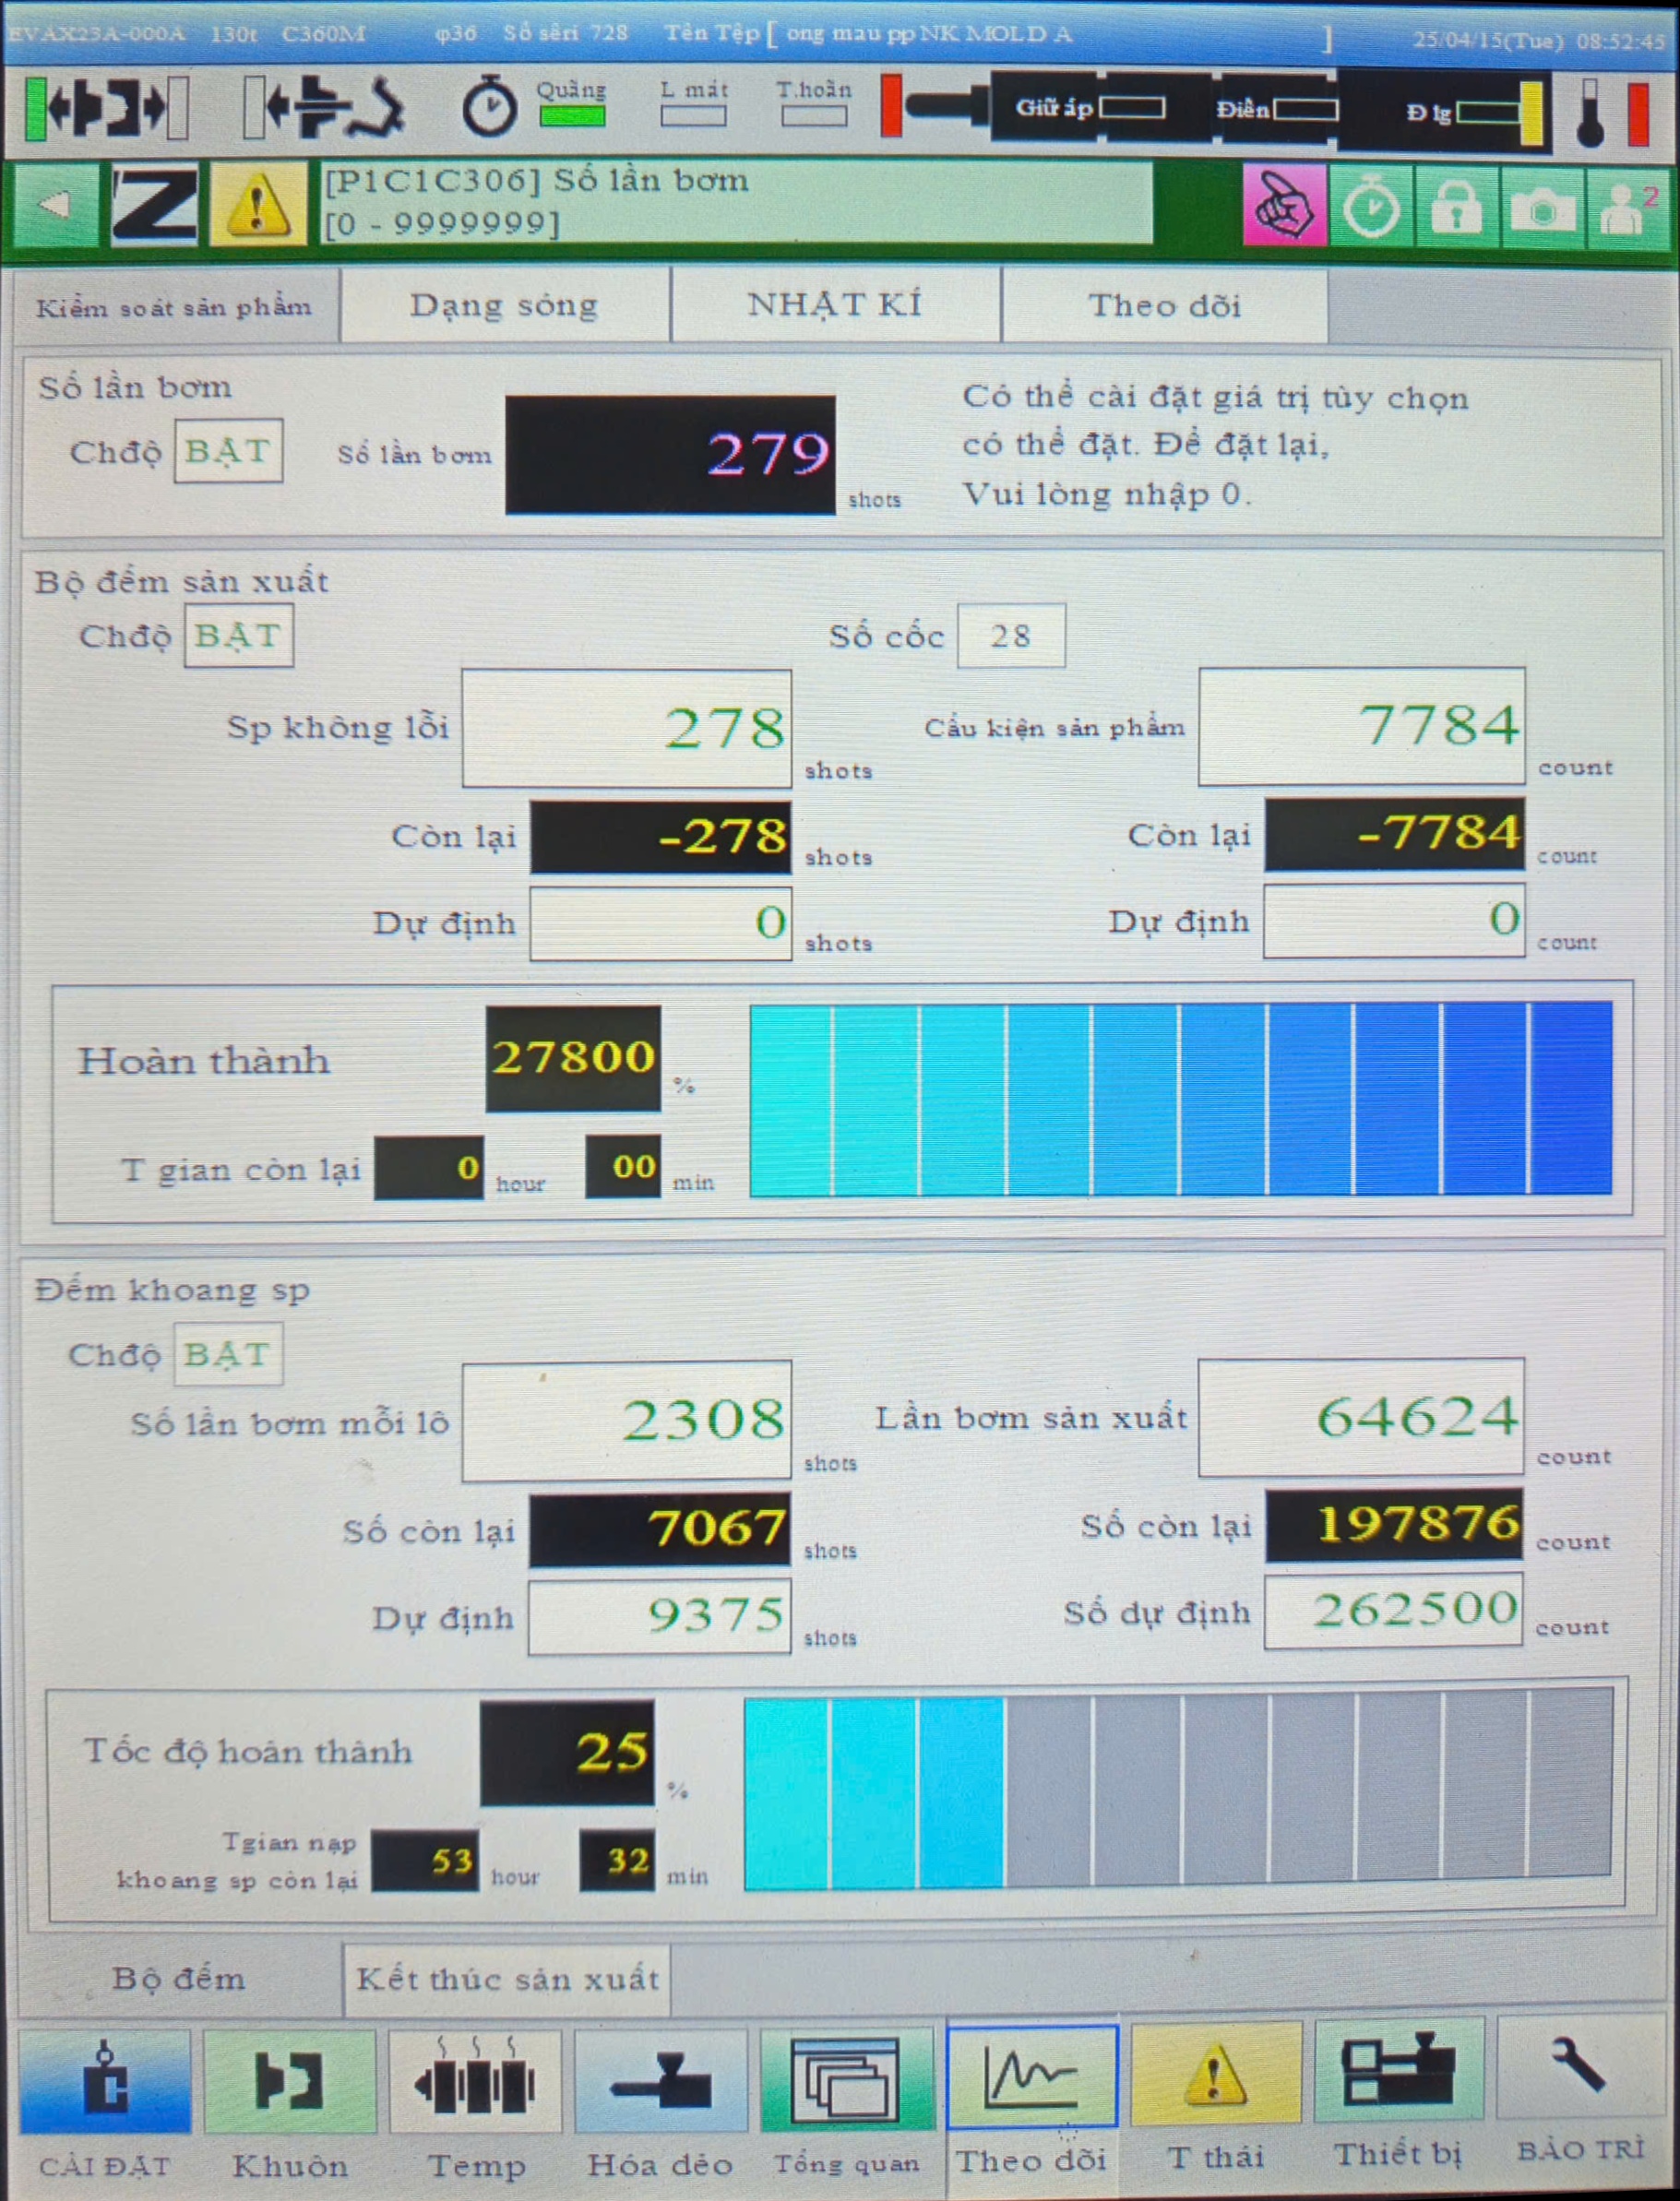 EVAX23A-000A 130t C360M φ36 Số sêri 728 Tên Tệp [ ong mau pp NK MOLD A ] 25/04/15(Tue) 08:52:45
Quãng L mát T.hoãn Giữ áp Điền Đ lg
[P1C1C306] Số lần bơm
[0 - 9999999]
2
Kiểm soát sản phẩm Dạng sóng NHẬT KÍ Theo dõi
Số lần bơm
Chđộ BẬT Số lần bơm 279 shots
Có thể cài đặt giá trị tùy chọn
có thể đặt. Để đặt lại,
Vui lòng nhập 0.
Bộ đếm sản xuất
Chđộ BẬT Số cốc 28
Sp không lỗi 278 shots Cấu kiện sản phẩm 7784 count
Còn lại -278 shots Còn lại -7784 count
Dự định 0 shots Dự định 0 count
Hoàn thành 27800 %
T gian còn lại 0 hour 00 min
Đếm khoang sp
Chđộ BẬT
Số lần bơm mỗi lô 2308 shots Lần bơm sản xuất 64624 count
Số còn lại 7067 shots Số còn lại 197876 count
Dự định 9375 shots Số dự định 262500 count
Tốc độ hoàn thành 25 %
Tgian nạp
khoang sp còn lại 53 hour 32 min
Bộ đếm Kết thúc sản xuất
CÀI ĐẶT Khuôn Temp Hóa dẻo Tổng quan Theo dõi T thái Thiết bị BẢO TRÌ